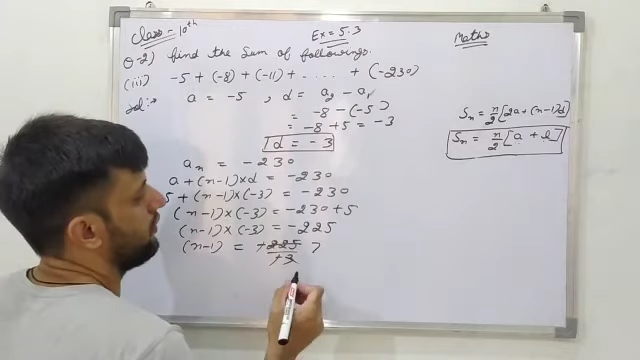 Class - 10th
Ex = 5.3
Maths
Q-2) find the Sum of followings.
(iii) -5 + (-8) + (-11) + ..... + (-230)
Sol:→ a = -5 , d = a₂ - a₁
= -8 - (-5)
= -8 + 5 = -3
d = -3
Sₙ = n/2 [2a + (n-1)d]
Sₙ = n/2 [a + l]
aₙ = -230
a + (n-1) × d = -230
5 + (n-1) × (-3) = -230
(n-1) × (-3) = -230 + 5
(n-1) × (-3) = -225
(n-1) = +225/+3 7